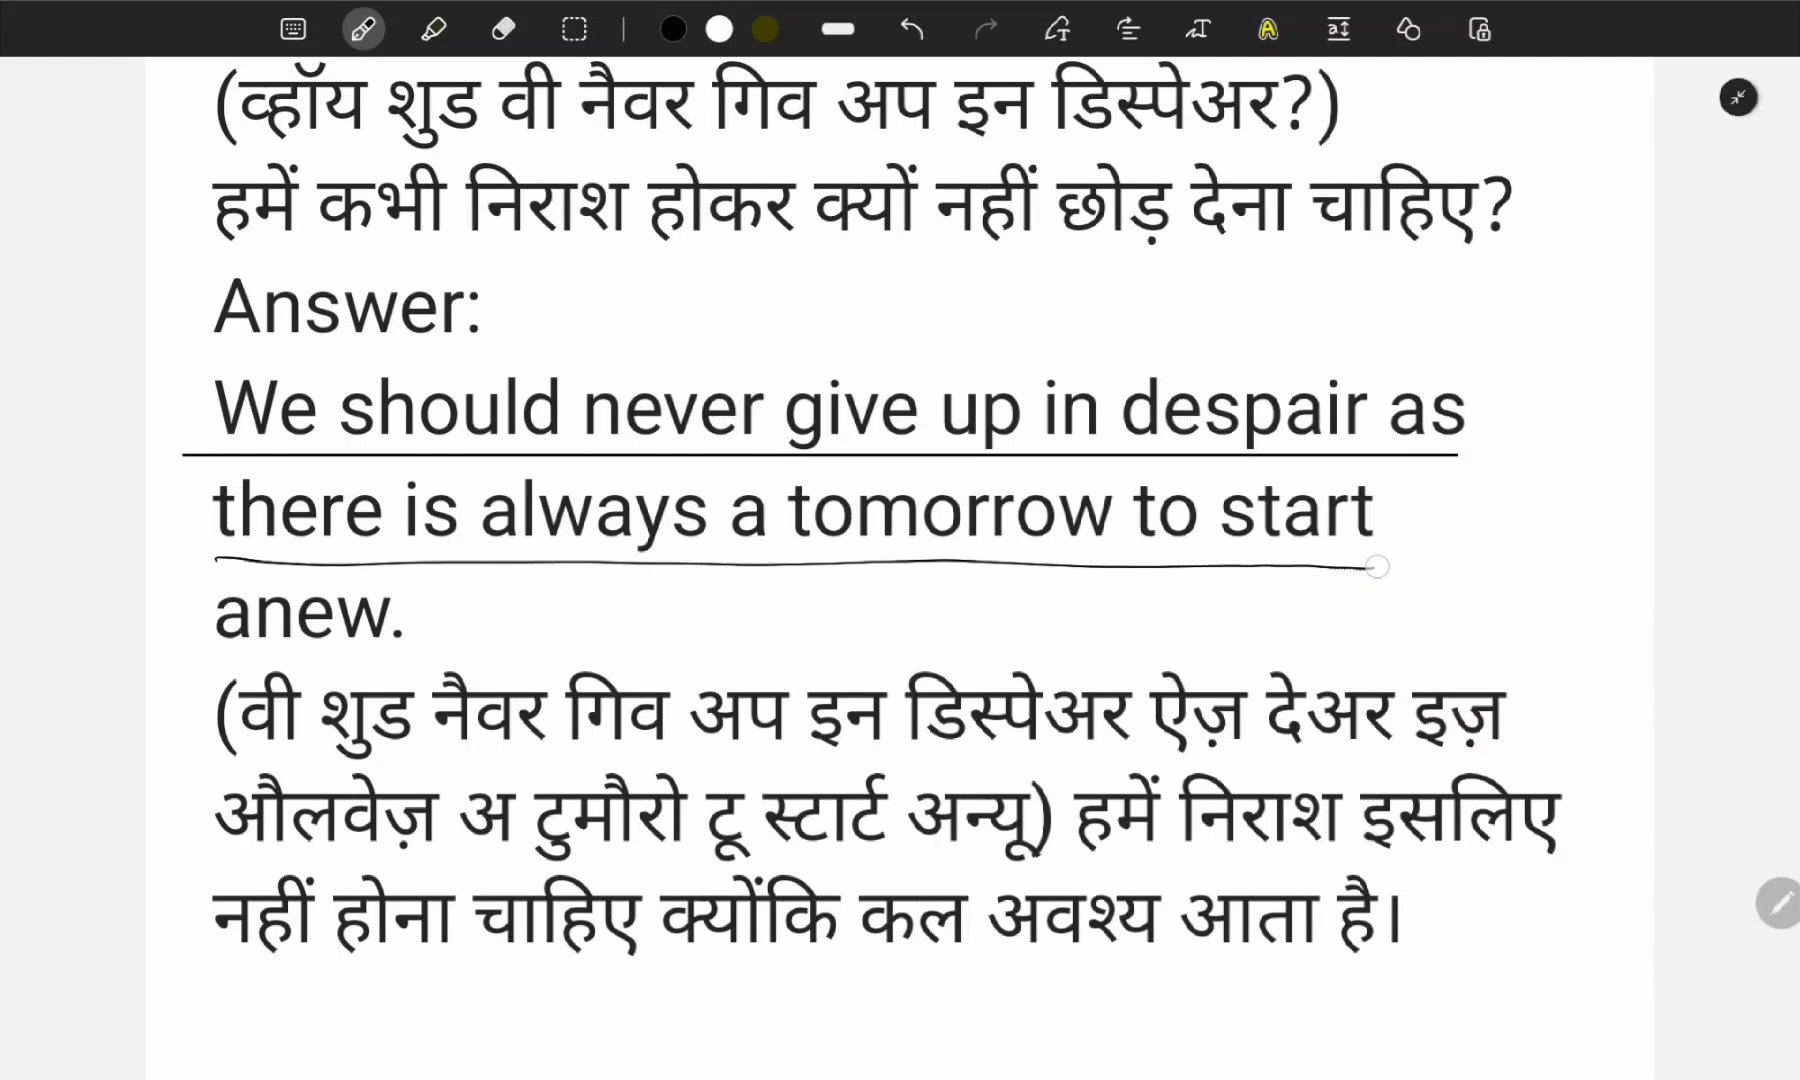 (व्हॉय शुड वी नैवर गिव अप इन डिस्पेअर?)
हमें कभी निराश होकर क्यों नहीं छोड़ देना चाहिए?
Answer:
We should never give up in despair as
there is always a tomorrow to start
anew.
(वी शुड नैवर गिव अप इन डिस्पेअर ऐज़ देअर इज़
औलवेज़ अ टुमौरो टू स्टार्ट अन्यू) हमें निराश इसलिए
नहीं होना चाहिए क्योंकि कल अवश्य आता है।